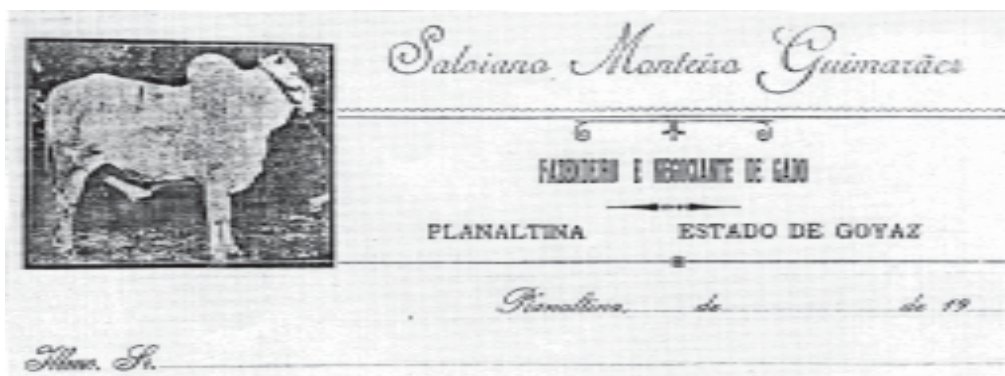 Salviano Monteiro Guimarães
FAZENDEIRO E NEGOCIANTE DE GADO
PLANALTINA ESTADO DE GOYAZ
Planaltina, de de 19
Illmo. Sr.